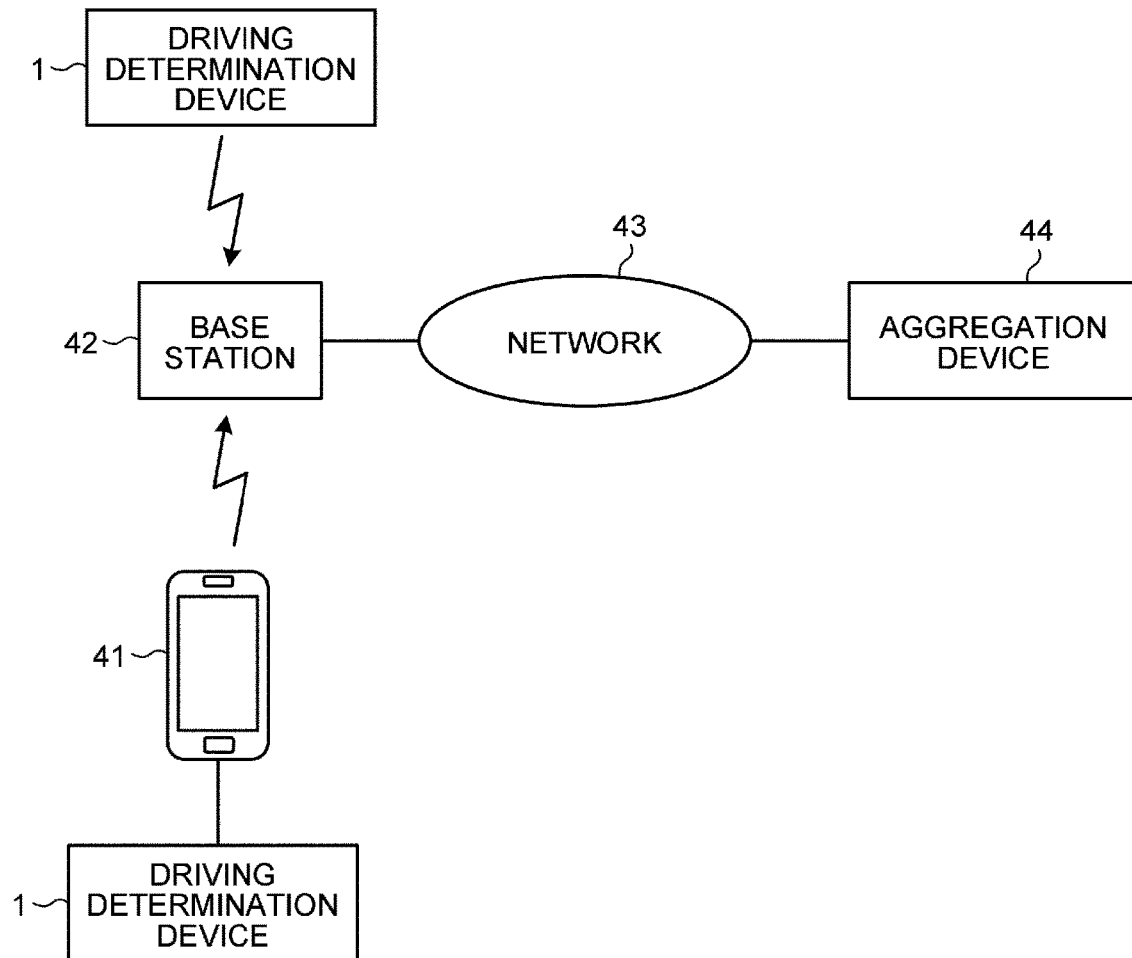 1
DRIVING
DETERMINATION
DEVICE
43
44
42
BASE
STATION
NETWORK
AGGREGATION
DEVICE
41
1
DRIVING
DETERMINATION
DEVICE